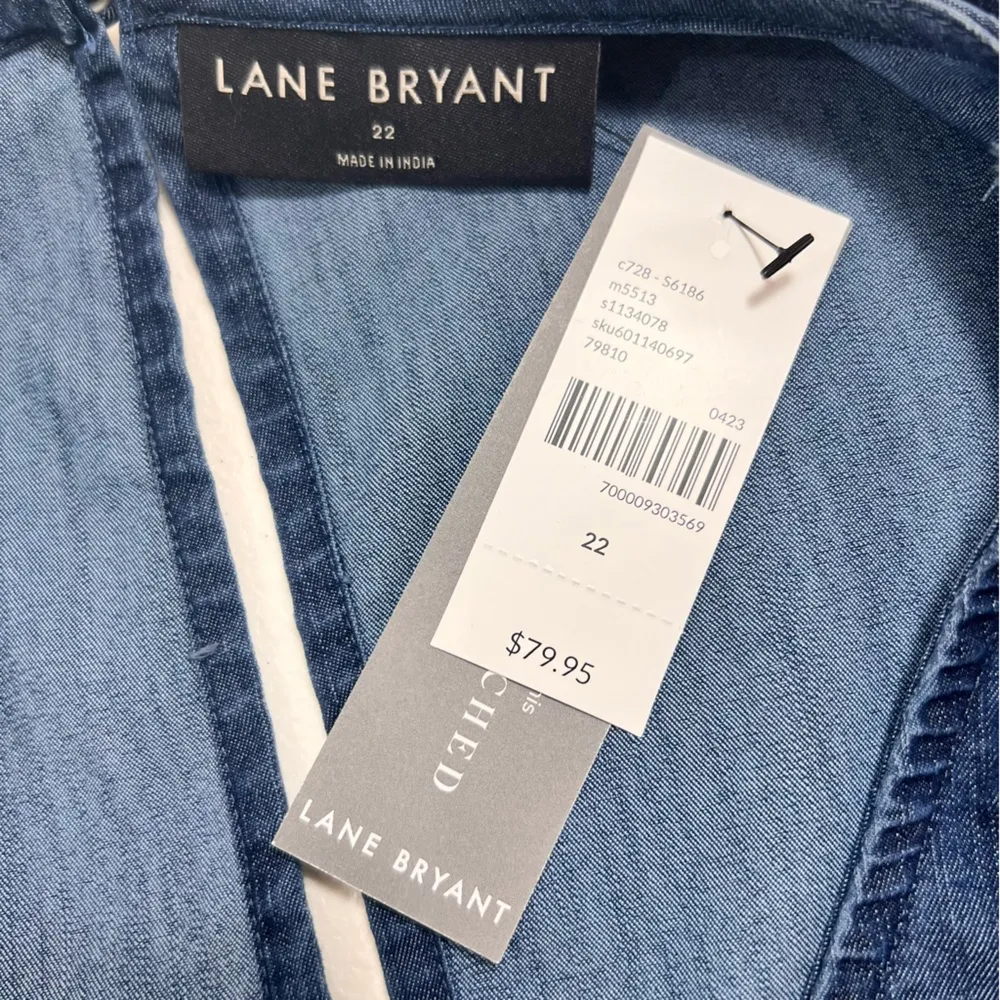 LANE BRYANT
22
MADE IN INDIA
c728 - S6186
m5513
s1134078
sku601140697
79810
0423
700009303569
22
$79.95
LANE BRYANT